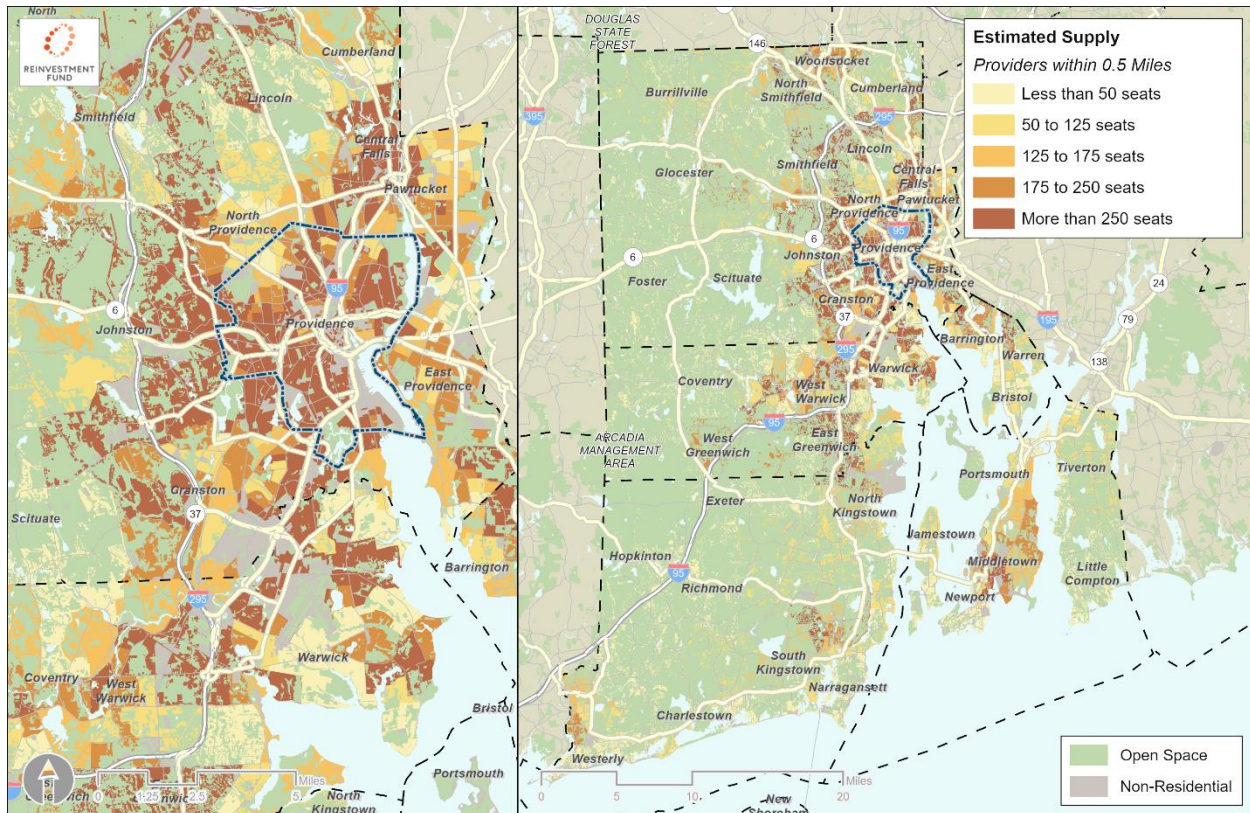 REINVESTMENT
FUND
North
Smithfield
Cumberland
Lincoln
Smithfield
Central
Falls
Pawtucket
North
Providence
95
6
Johnston
Providence
East
Providence
Cranston
37
Scituate
Barrington
295
Warwick
Coventry
West
Warwick
Bristol
Portsmouth
North
Kingstown
Miles
0 1.25 2.5 5
DOUGLAS
STATE
FOREST
146
Woonsocket
Burrillville
North
Smithfield
Cumberland
395
295
Lincoln
Smithfield
Glocester
Central
Falls
North
Providence
Pawtucket
95
6
6
Johnston
Providence
Foster
Scituate
East
Providence
Cranston
37
24
195
79
295
Barrington
Warren
138
Coventry
West
Warwick
Warwick
Bristol
95
ARCADIA
MANAGEMENT
AREA
West
Greenwich
East
Greenwich
Portsmouth
Tiverton
Exeter
North
Kingstown
Jamestown
Middletown
Hopkinton
95
Richmond
Little
Compton
Newport
South
Kingstown
Narragansett
Charlestown
Westerly
Miles
0 5 10 20
New
Shoreham
Estimated Supply
Providers within 0.5 Miles
Less than 50 seats
50 to 125 seats
125 to 175 seats
175 to 250 seats
More than 250 seats
Open Space
Non-Residential